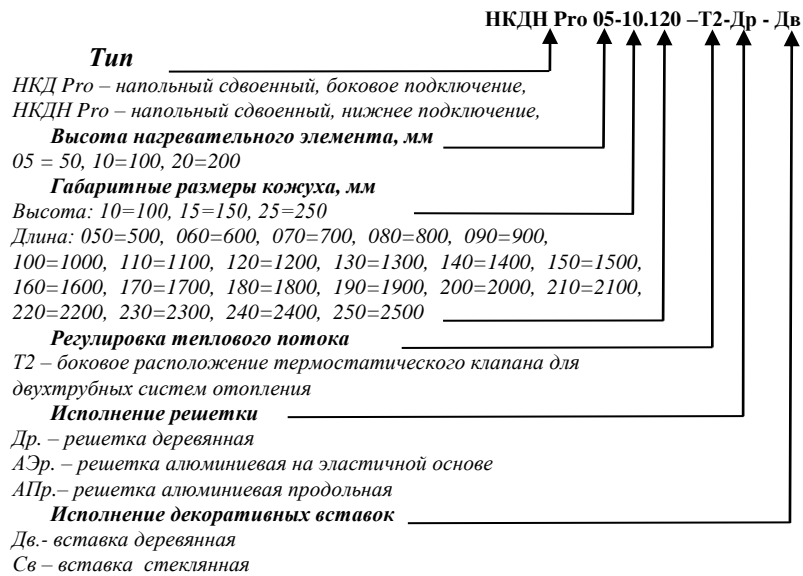 НКДН Pro 05-10.120 –Т2-Др - Дв
Тип
НКД Pro – напольный сдвоенный, боковое подключение,
НКДН Pro – напольный сдвоенный, нижнее подключение,
Высота нагревательного элемента, мм
05 = 50, 10=100, 20=200
Габаритные размеры кожуха, мм
Высота: 10=100, 15=150, 25=250
Длина: 050=500, 060=600, 070=700, 080=800, 090=900,
100=1000, 110=1100, 120=1200, 130=1300, 140=1400, 150=1500,
160=1600, 170=1700, 180=1800, 190=1900, 200=2000, 210=2100,
220=2200, 230=2300, 240=2400, 250=2500
Регулировка теплового потока
Т2 – боковое расположение термостатического клапана для
двухтрубных систем отопления
Исполнение решетки
Др. – решетка деревянная
АЭр. – решетка алюминиевая на эластичной основе
АПр.– решетка алюминиевая продольная
Исполнение декоративных вставок
Дв.- вставка деревянная
Св – вставка стеклянная